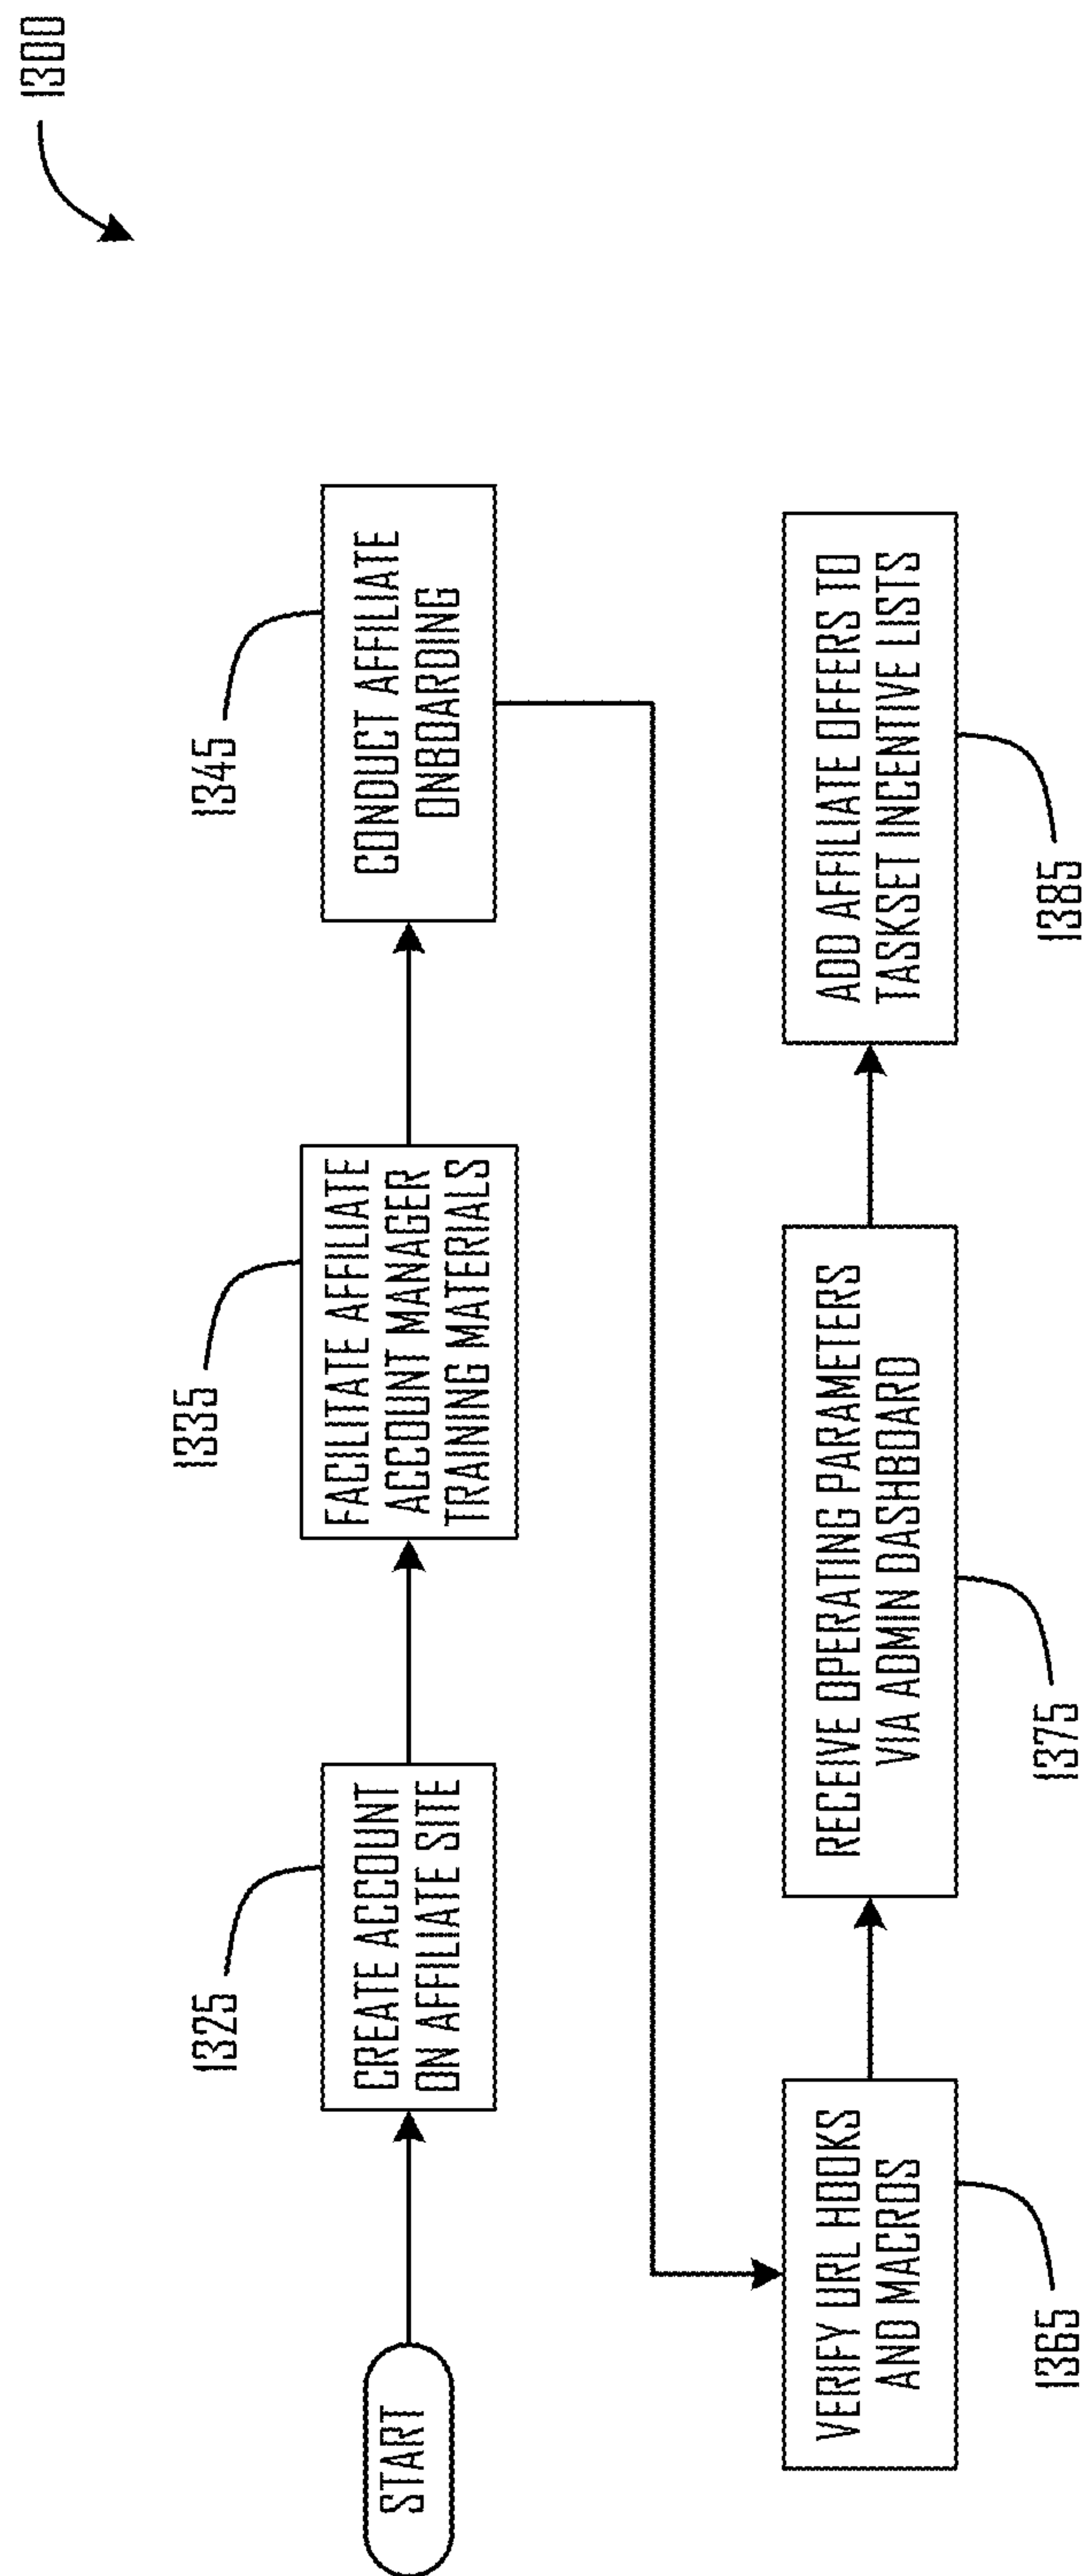 1300
START
1325
CREATE ACCOUNT
ON AFFILIATE SITE
1335
FACILITATE AFFILIATE
ACCOUNT MANAGER
TRAINING MATERIALS
1345
CONDUCT AFFILIATE
ONBOARDING
VERIFY URL HOOKS
AND MACROS
1365
RECEIVE OPERATING PARAMETERS
VIA ADMIN DASHBOARD
1375
ADD AFFILIATE OFFERS TO
TASKSET INCENTIVE LISTS
1385